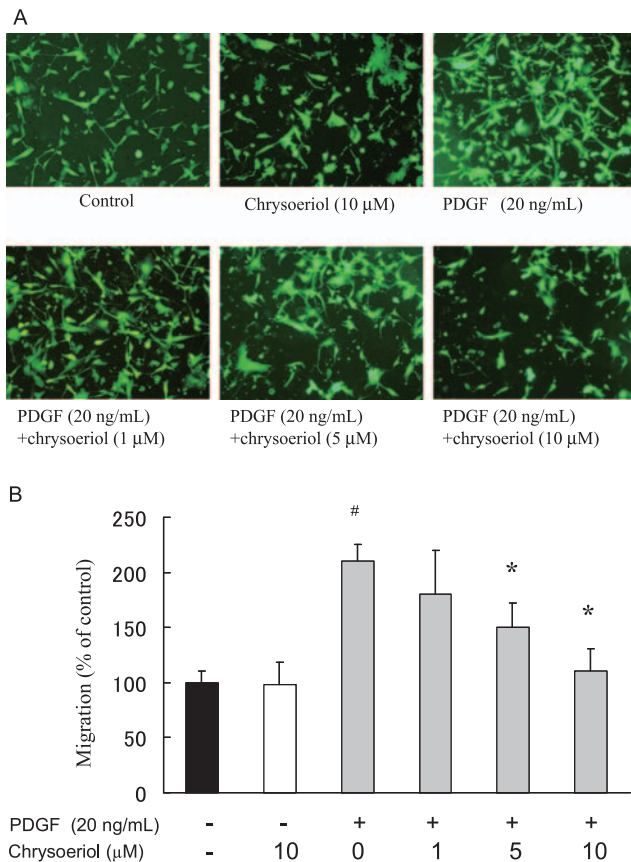 A
Control
Chrysoeriol (10 μM)
PDGF (20 ng/mL)
PDGF (20 ng/mL)
+chrysoeriol (1 μM)
PDGF (20 ng/mL)
+chrysoeriol (5 μM)
PDGF (20 ng/mL)
+chrysoeriol (10 μM)
B
Migration (% of control)
250
200
150
100
50
0
#
*
*
PDGF (20 ng/mL) - - + + + +
Chrysoeriol (μM) - 10 0 1 5 10